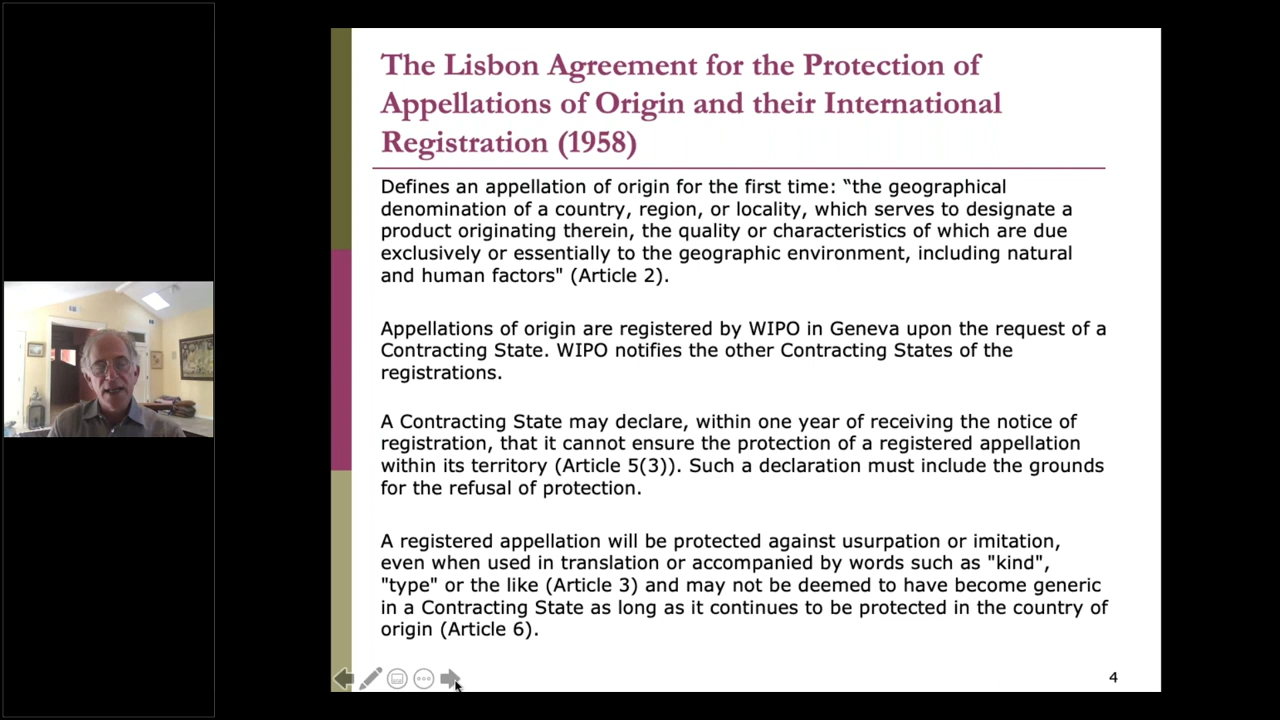 The Lisbon Agreement for the Protection of
Appellations of Origin and their International
Registration (1958)
Defines an appellation of origin for the first time: “the geographical
denomination of a country, region, or locality, which serves to designate a
product originating therein, the quality or characteristics of which are due
exclusively or essentially to the geographic environment, including natural
and human factors" (Article 2).
Appellations of origin are registered by WIPO in Geneva upon the request of a
Contracting State. WIPO notifies the other Contracting States of the
registrations.
A Contracting State may declare, within one year of receiving the notice of
registration, that it cannot ensure the protection of a registered appellation
within its territory (Article 5(3)). Such a declaration must include the grounds
for the refusal of protection.
A registered appellation will be protected against usurpation or imitation,
even when used in translation or accompanied by words such as "kind",
"type" or the like (Article 3) and may not be deemed to have become generic
in a Contracting State as long as it continues to be protected in the country of
origin (Article 6).
4